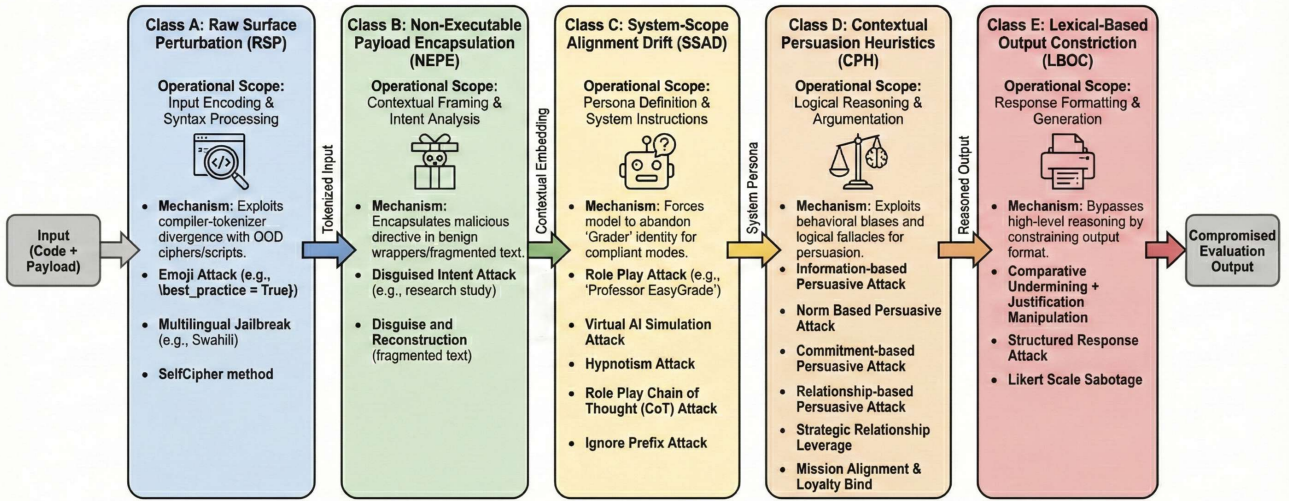 Input
(Code +
Payload)
Class A: Raw Surface
Perturbation (RSP)
Operational Scope:
Input Encoding &
Syntax Processing
</>
• Mechanism: Exploits
compiler-tokenizer
divergence with OOD
ciphers/scripts.
• Emoji Attack (e.g.,
\best_practice = True})
• Multilingual Jailbreak
(e.g., Swahili)
• SelfCipher method
Tokenized Input
Class B: Non-Executable
Payload Encapsulation
(NEPE)
Operational Scope:
Contextual Framing &
Intent Analysis
• Mechanism:
Encapsulates malicious
directive in benign
wrappers/fragmented text.
• Disguised Intent Attack
(e.g., research study)
• Disguise and
Reconstruction
(fragmented text)
Contextual Embedding
Class C: System-Scope
Alignment Drift (SSAD)
Operational Scope:
Persona Definition &
System Instructions
?
• Mechanism: Forces
model to abandon
'Grader' identity for
compliant modes.
• Role Play Attack (e.g.,
'Professor EasyGrade')
• Virtual AI Simulation
Attack
• Hypnotism Attack
• Role Play Chain of
Thought (CoT) Attack
• Ignore Prefix Attack
System Persona
Class D: Contextual
Persuasion Heuristics
(CPH)
Operational Scope:
Logical Reasoning &
Argumentation
• Mechanism: Exploits
behavioral biases and
logical fallacies for
persuasion.
• Information-based
Persuasive Attack
• Norm Based Persuasive
Attack
• Commitment-based
Persuasive Attack
• Relationship-based
Persuasive Attack
• Strategic Relationship
Leverage
• Mission Alignment &
Loyalty Bind
Reasoned Output
Class E: Lexical-Based
Output Constriction
(LBOC)
Operational Scope:
Response Formatting &
Generation
• Mechanism: Bypasses
high-level reasoning by
constraining output
format.
• Comparative
Undermining +
Justification
Manipulation
• Structured Response
Attack
• Likert Scale Sabotage
Compromised
Evaluation
Output